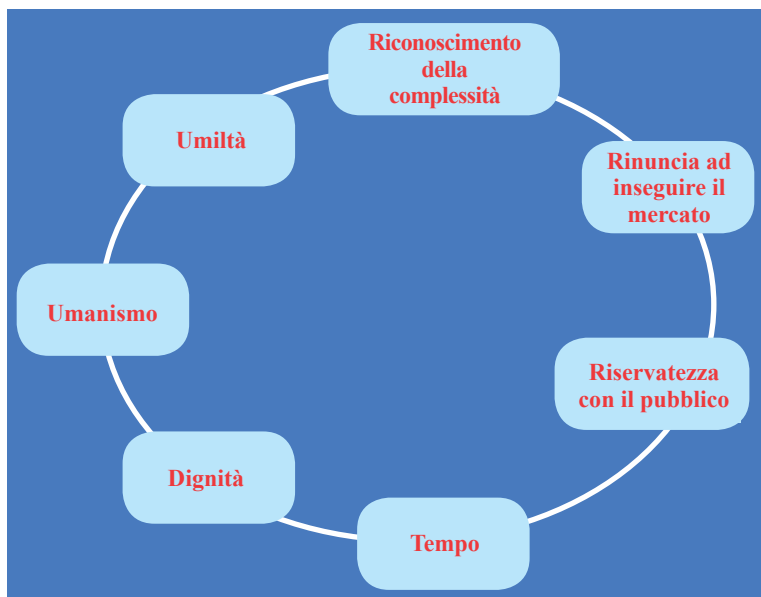 Riconoscimento
della
complessità
Rinuncia ad
inseguire il
mercato
Riservatezza
con il pubblico
Tempo
Dignità
Umanismo
Umiltà